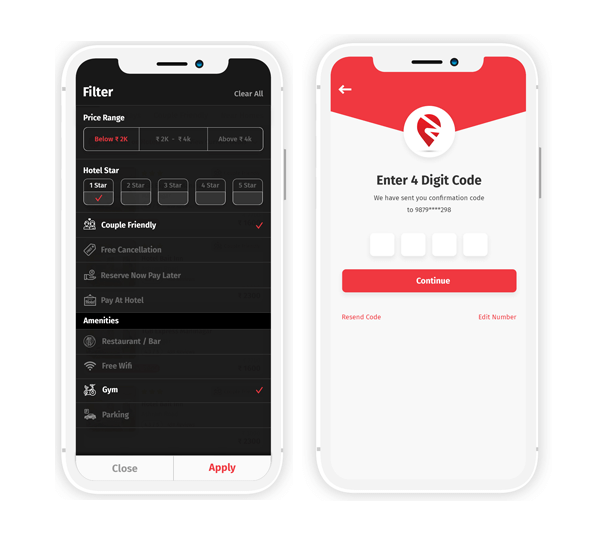 Filter
Clear All
Price Range
Below ₹ 2K
₹ 2K - ₹ 4k
Above ₹ 4k
Hotel Star
1 Star
2 Star
3 Star
4 Star
5 Star
Couple Friendly
Free Cancellation
Reserve Now Pay Later
Pay At Hotel
Amenities
Restaurant / Bar
Free Wifi
Gym
Parking
Close
Apply
Enter 4 Digit Code
We have sent you confirmation code
to 9879****298
Continue
Resend Code
Edit Number